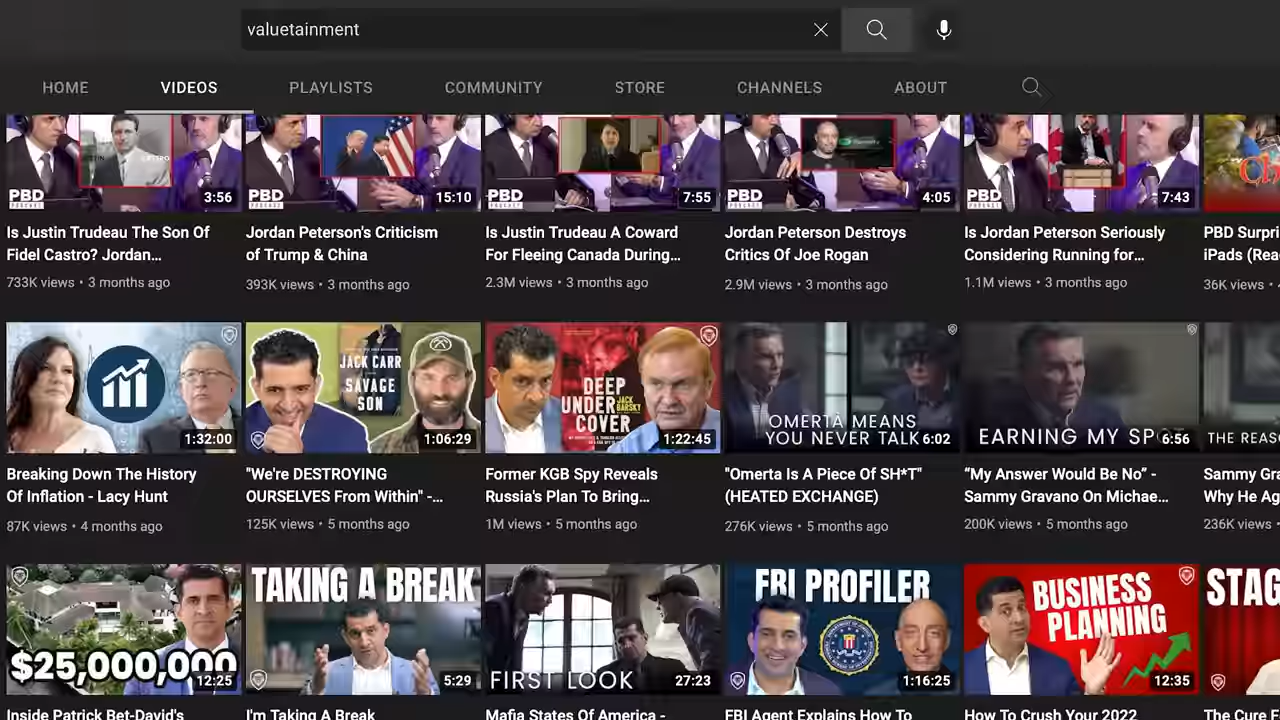 valuetainment
HOME VIDEOS PLAYLISTS COMMUNITY STORE CHANNELS ABOUT
PBD 3:56 PBD 15:10 PBD 7:55 PBD 4:05 PBD 7:43
Is Justin Trudeau The Son Of
Fidel Castro? Jordan...
733K views • 3 months ago
Jordan Peterson's Criticism
of Trump & China
393K views • 3 months ago
Is Justin Trudeau A Coward
For Fleeing Canada During...
2.3M views • 3 months ago
Jordan Peterson Destroys
Critics Of Joe Rogan
2.9M views • 3 months ago
Is Jordan Peterson Seriously
Considering Running for...
1.1M views • 3 months ago
PBD Surpri
iPads (Rea
36K views •
1:32:00
JACK CARR
SAVAGE
SON
1:06:29
DEEP
UNDER
COVER
JACK
BARSKY
1:22:45
OMERTÀ MEANS
YOU NEVER TALK 6:02
EARNING MY SP 6:56
THE REAS
Breaking Down The History
Of Inflation - Lacy Hunt
87K views • 4 months ago
"We're DESTROYING
OURSELVES From Within" -...
125K views • 5 months ago
Former KGB Spy Reveals
Russia's Plan To Bring...
1M views • 5 months ago
"Omerta Is A Piece Of SH*T"
(HEATED EXCHANGE)
276K views • 5 months ago
“My Answer Would Be No” -
Sammy Gravano On Michae...
200K views • 5 months ago
Sammy Gra
Why He Ag
236K views •
$25,000,000
12:25
TAKING A BREAK
5:29
FIRST LOOK 27:23
FBI PROFILER
1:16:25
BUSINESS
PLANNING
12:35
STAG
Inside Patrick Bet-David's
I'm Taking A Break
Mafia States Of America -
FBI Agent Explains How To
How To Crush Your 2022
The Cure F